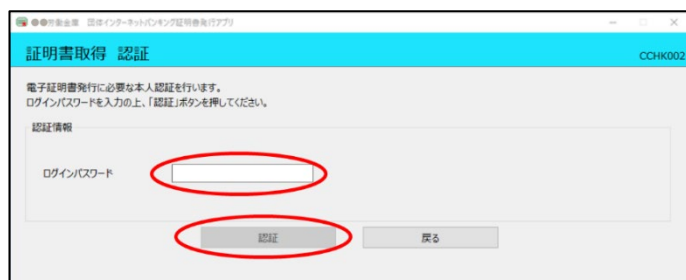 ●●労働金庫 団体インターネットバンキング証明書発行アプリ
証明書取得 認証
CCHK002
電子証明書発行に必要な本人認証を行います。
ログインパスワードを入力の上、「認証」ボタンを押してください。
認証情報
ログインパスワード
認証
戻る